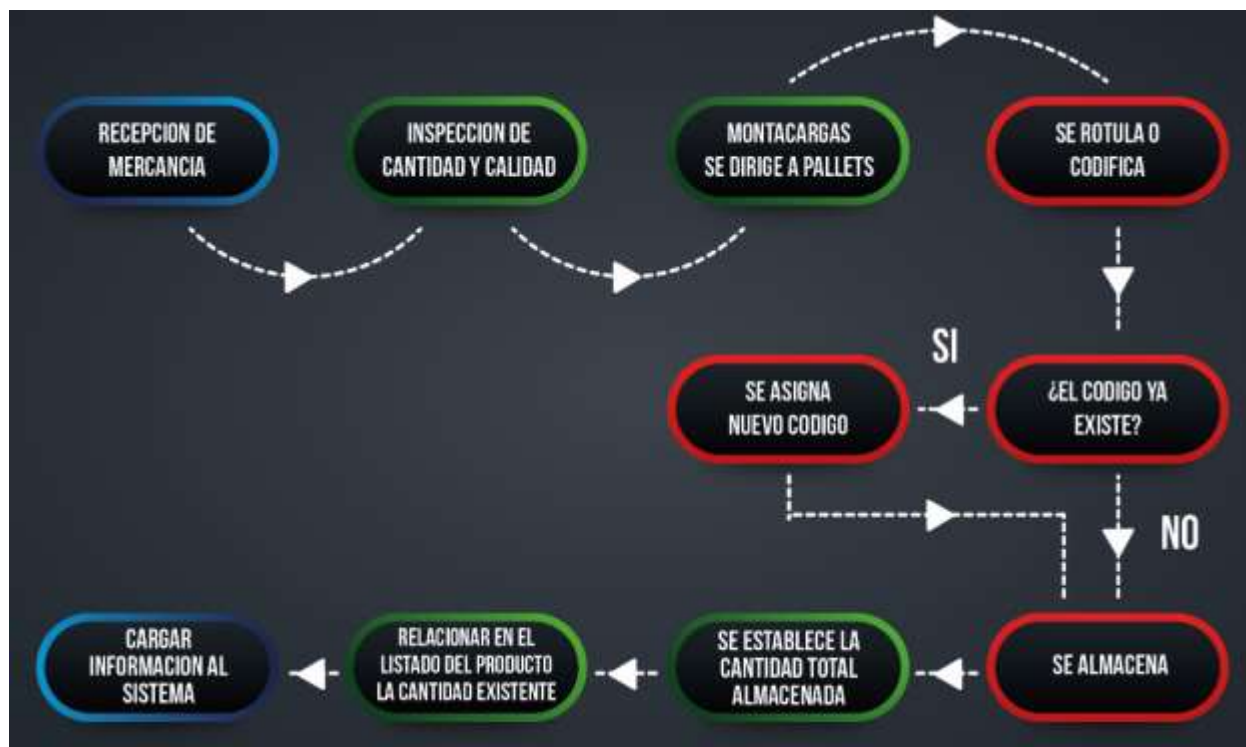 RECEPCION DE
MERCANCIA
INSPECCION DE
CANTIDAD Y CALIDAD
MONTACARGAS
SE DIRIGE A PALLETS
SE ROTULA O
CODIFICA
¿EL CODIGO YA
EXISTE?
SI
SE ASIGNA
NUEVO CODIGO
NO
SE ALMACENA
SE ESTABLECE LA
CANTIDAD TOTAL
ALMACENADA
RELACIONAR EN EL
LISTADO DEL PRODUCTO
LA CANTIDAD EXISTENTE
CARGAR
INFORMACION AL
SISTEMA